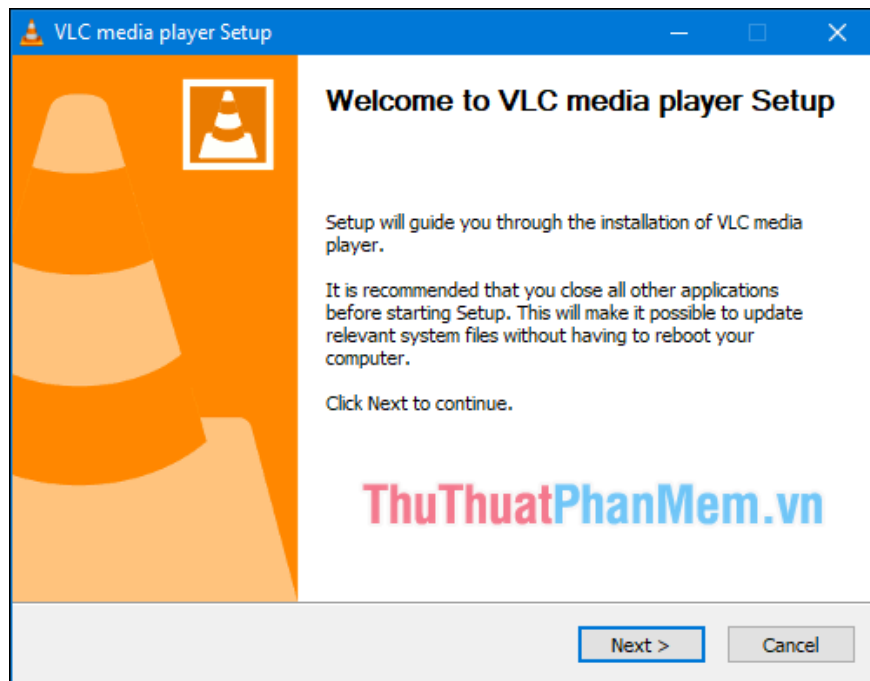 VLC media player Setup
Welcome to VLC media player Setup
Setup will guide you through the installation of VLC media
player.
It is recommended that you close all other applications
before starting Setup. This will make it possible to update
relevant system files without having to reboot your
computer.
Click Next to continue.
ThuThuatPhanMem.vn
Next >
Cancel